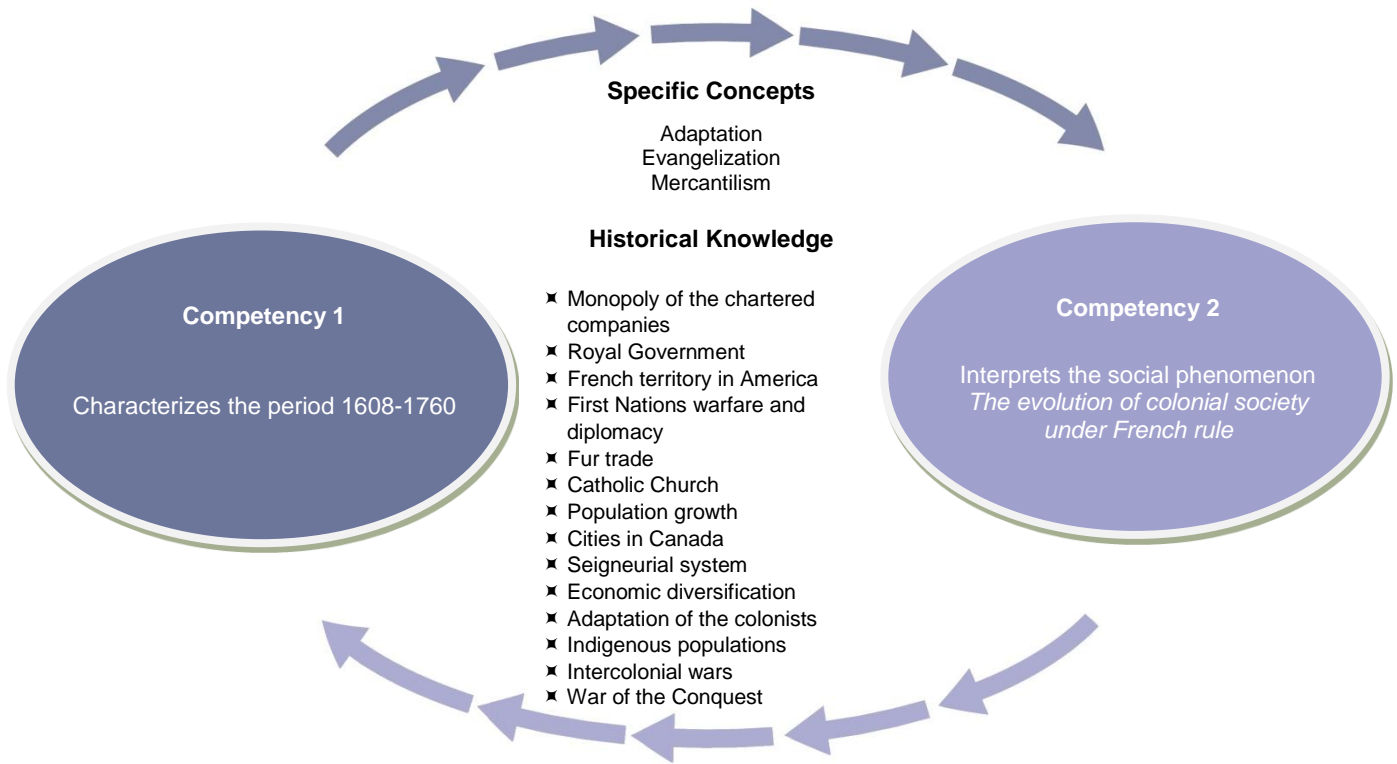 Specific Concepts
Adaptation
Evangelization
Mercantilism
Historical Knowledge
Competency 1
Characterizes the period 1608-1760
Monopoly of the chartered
companies
Royal Government
French territory in America
First Nations warfare and
diplomacy
Fur trade
Catholic Church
Population growth
Cities in Canada
Seigneurial system
Economic diversification
Adaptation of the colonists
Indigenous populations
Intercolonial wars
War of the Conquest
Competency 2
Interprets the social phenomenon
The evolution of colonial society
under French rule